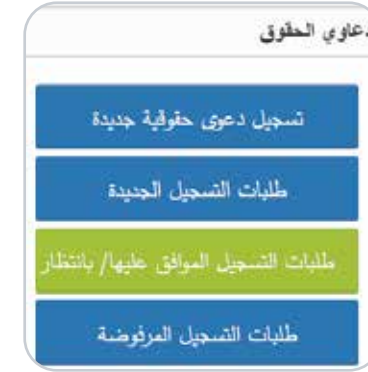 دعاوي الحقوق
تسجيل دعوى حقوقية جديدة
طلبات التسجيل الجديدة
طلبات التسجيل الموافق عليها/ بانتظار
طلبات التسجيل المرفوضة